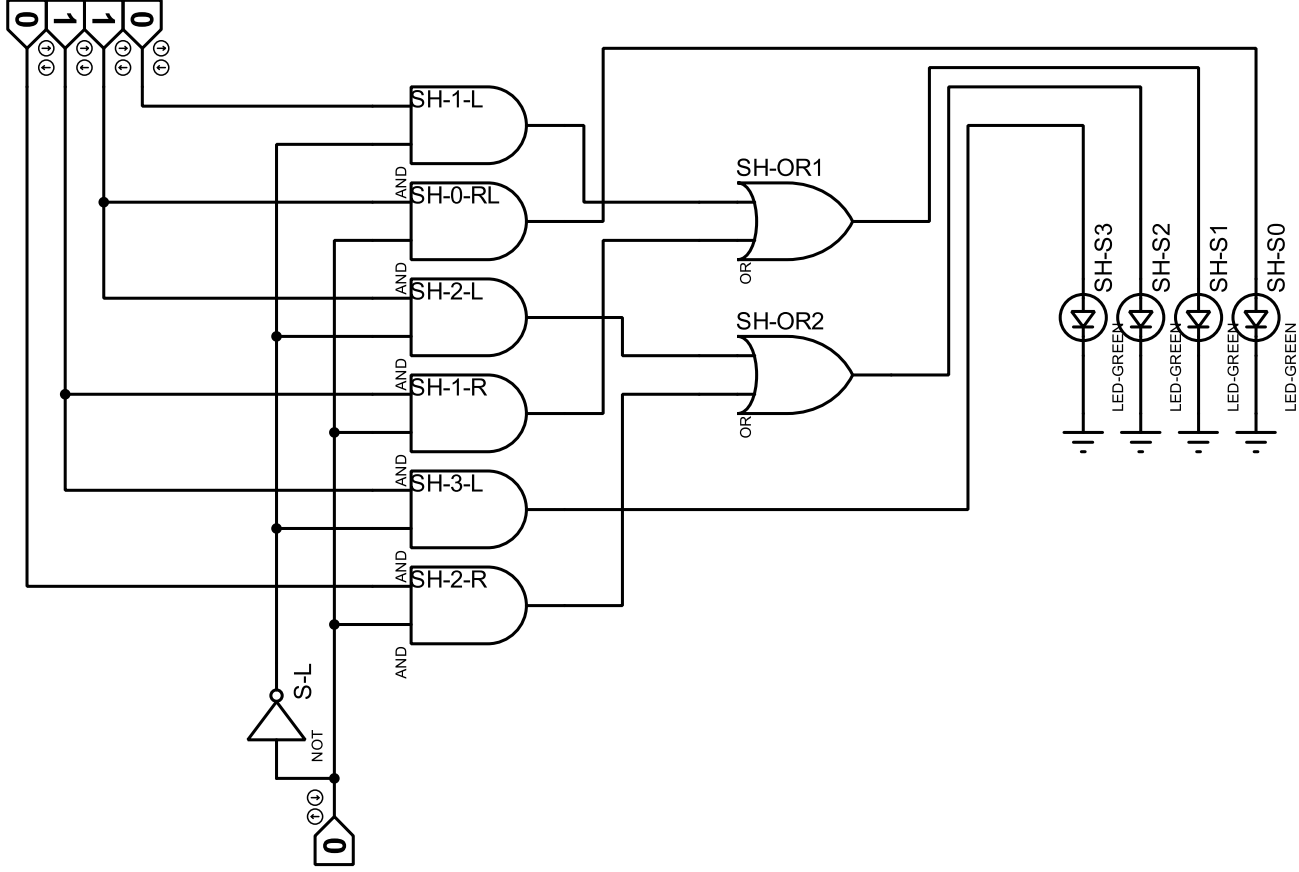 0 1 1 0
SH-1-L
AND
SH-0-RL
AND
SH-2-L
AND
SH-1-R
AND
SH-3-L
AND
SH-2-R
AND
SH-OR1
OR
SH-OR2
OR
SH-S3
LED-GREEN
SH-S2
LED-GREEN
SH-S1
LED-GREEN
SH-S0
LED-GREEN
S-L
NOT
0